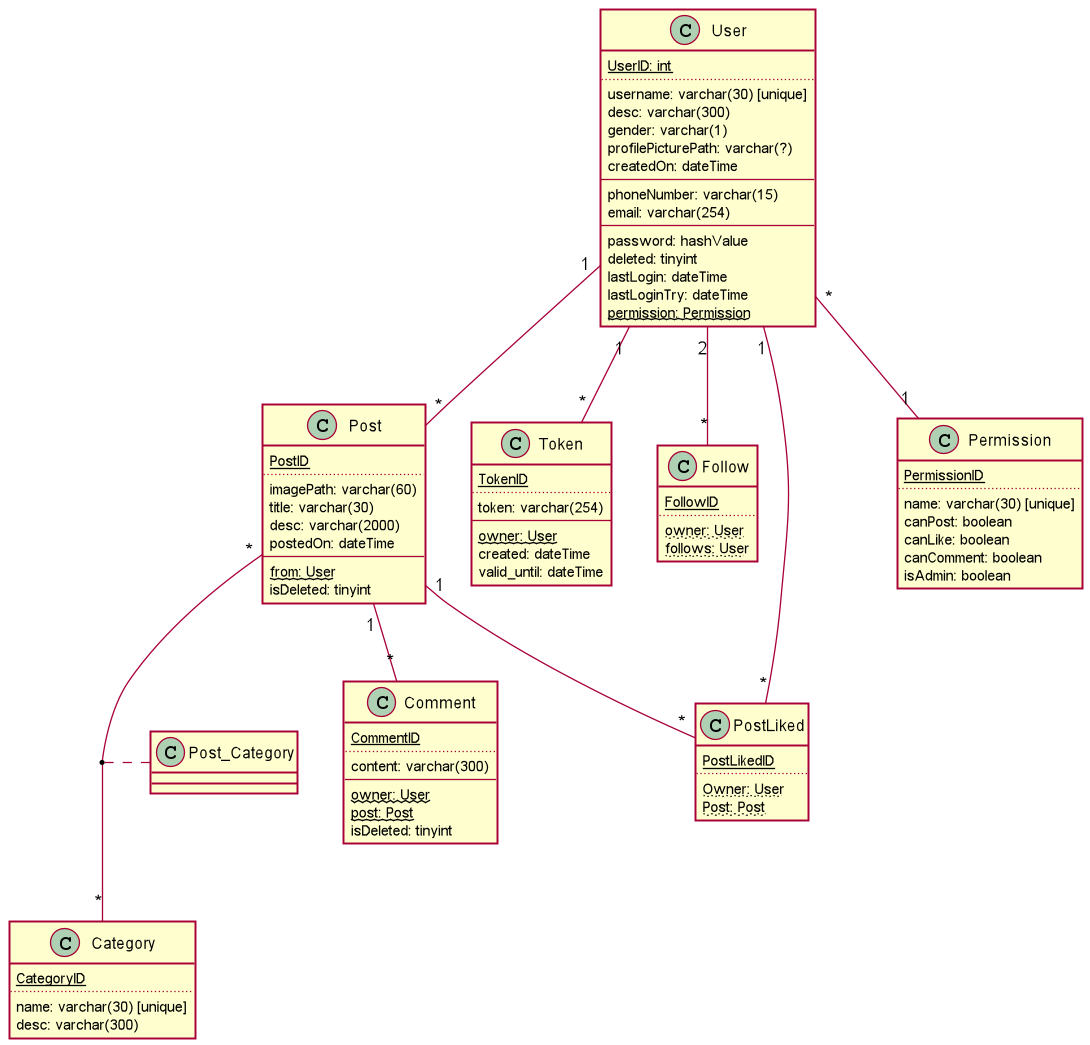 C User
UserID: int
username: varchar(30) [unique]
desc: varchar(300)
gender: varchar(1)
profilePicturePath: varchar(?)
createdOn: dateTime
phoneNumber: varchar(15)
email: varchar(254)
password: hashValue
deleted: tinyint
lastLogin: dateTime
lastLoginTry: dateTime
permission: Permission
1
*
1
2
1
*
*
*
1
C Post
PostID
imagePath: varchar(60)
title: varchar(30)
desc: varchar(2000)
postedOn: dateTime
from: User
isDeleted: tinyint
C Token
TokenID
token: varchar(254)
owner: User
created: dateTime
valid_until: dateTime
C Follow
FollowID
owner: User
follows: User
C Permission
PermissionID
name: varchar(30) [unique]
canPost: boolean
canLike: boolean
canComment: boolean
isAdmin: boolean
*
1
1
*
*
*
C Post_Category
C Comment
CommentID
content: varchar(300)
owner: User
post: Post
isDeleted: tinyint
C PostLiked
PostLikedID
Owner: User
Post: Post
*
C Category
CategoryID
name: varchar(30) [unique]
desc: varchar(300)